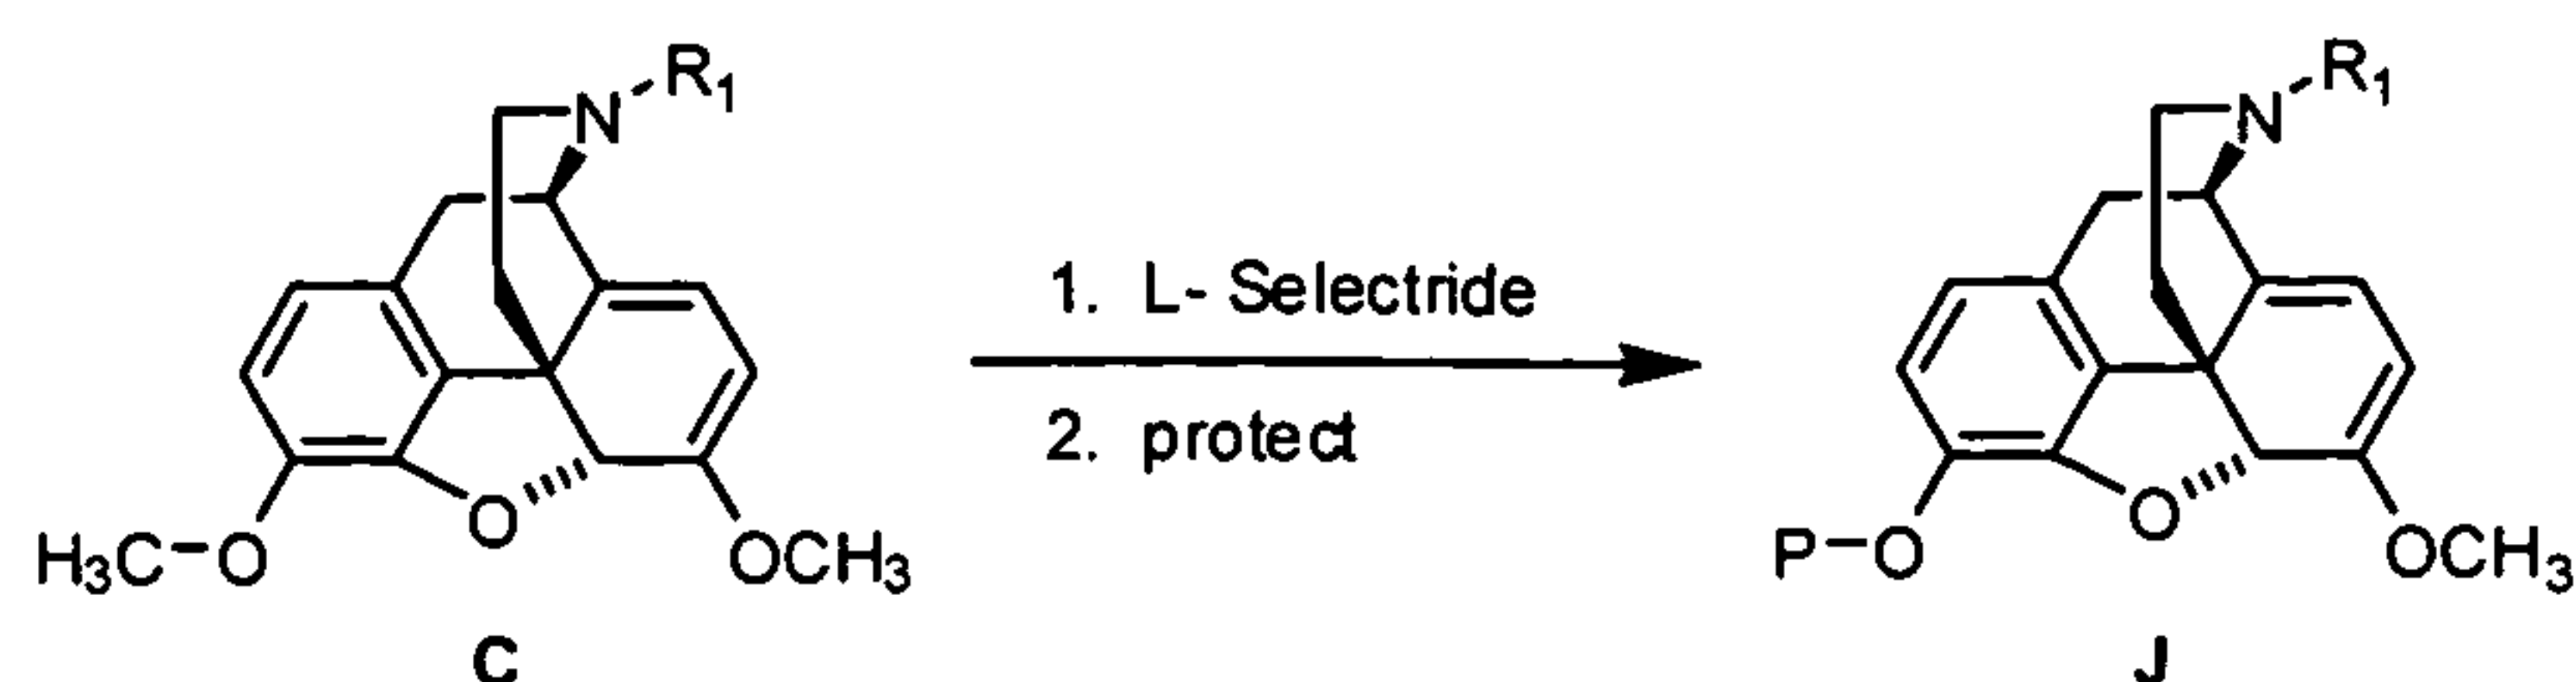 N-R1
N-R1
1. L- Selectride
2. protect
H3C-O
O
OCH3
P-O
O
OCH3
C
J